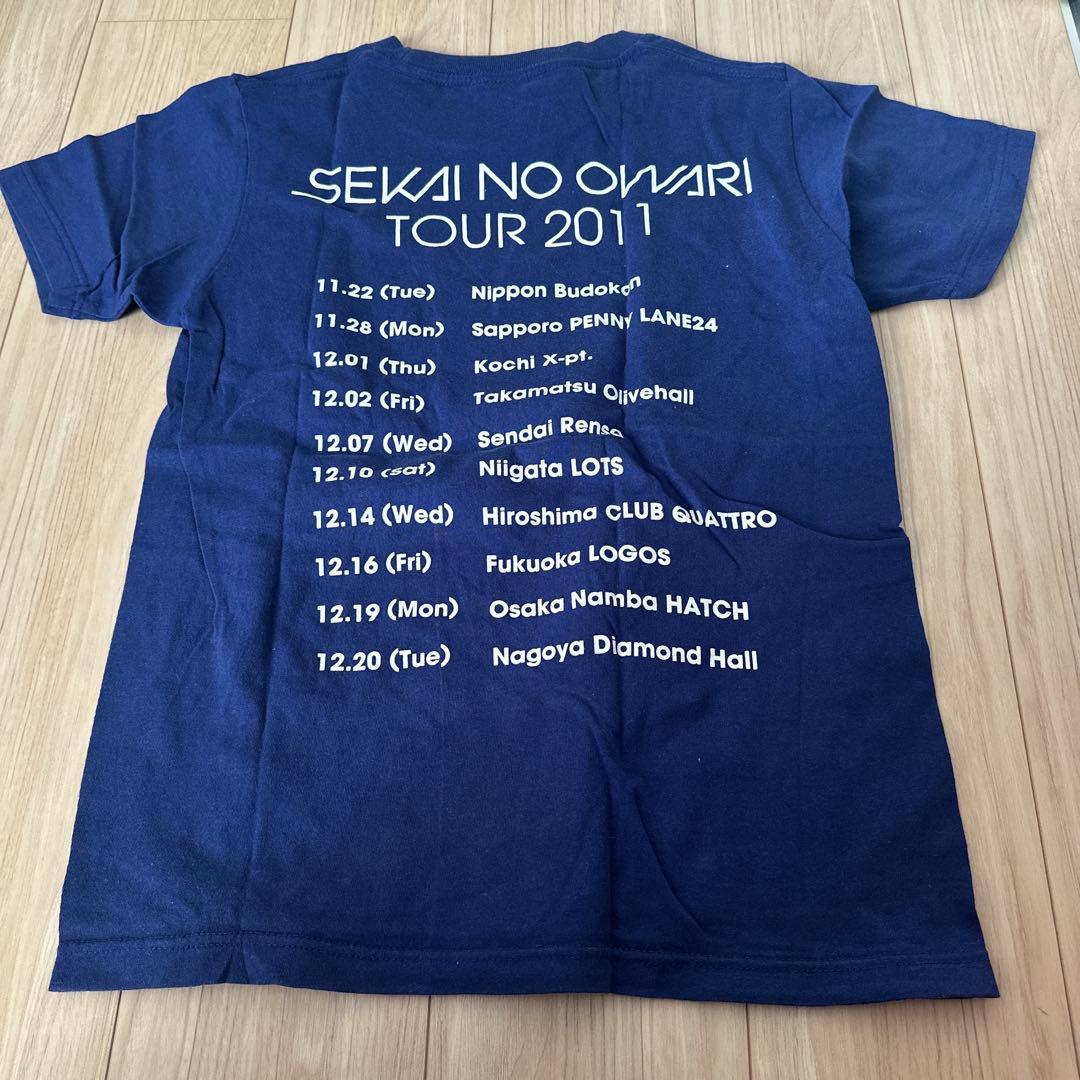 SEKAI NO OWARI
TOUR 2011
11.22 (Tue) Nippon Budokan
11.28 (Mon) Sapporo PENNY LANE24
12.01 (Thu) Kochi X-pt.
12.02 (Fri) Takamatsu Olivehall
12.07 (Wed) Sendai Rensa
12.10 (sat) Niigata LOTS
12.14 (Wed) Hiroshima CLUB QUATTRO
12.16 (Fri) Fukuoka LOGOS
12.19 (Mon) Osaka Namba HATCH
12.20 (Tue) Nagoya Diamond Hall